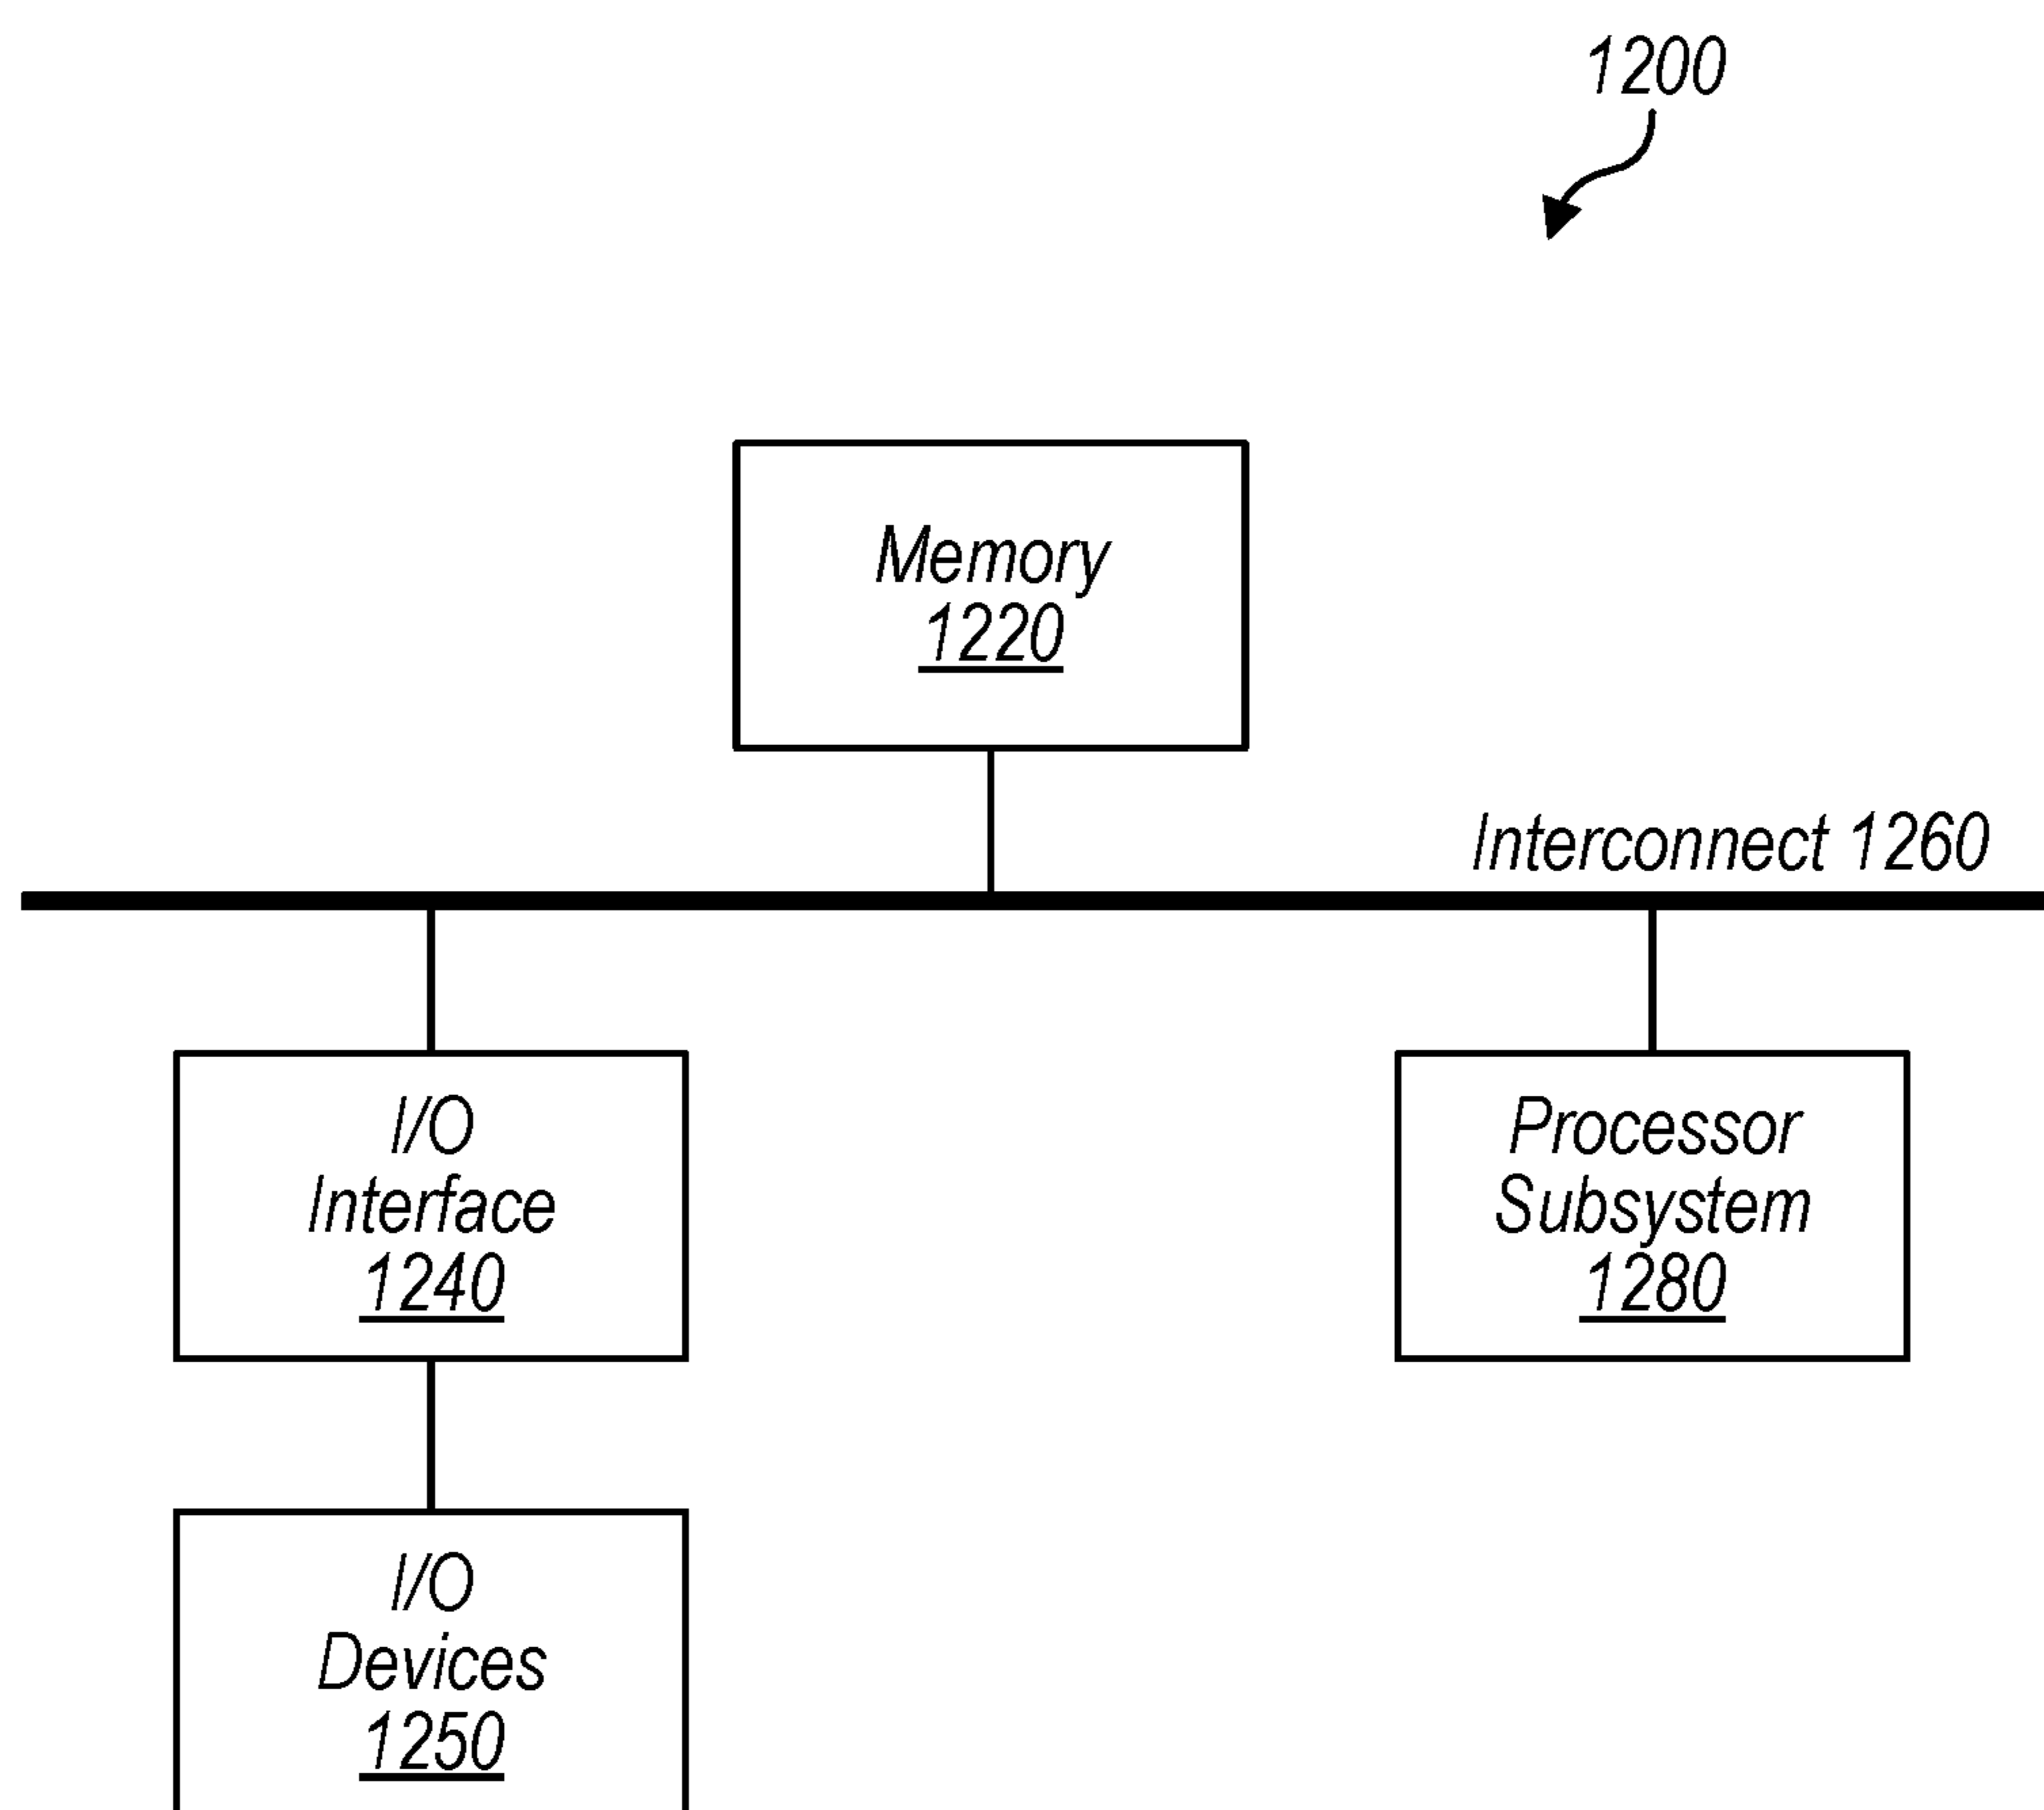 1200
Memory
1220
Interconnect 1260
I/O
Interface
1240
Processor
Subsystem
1280
I/O
Devices
1250